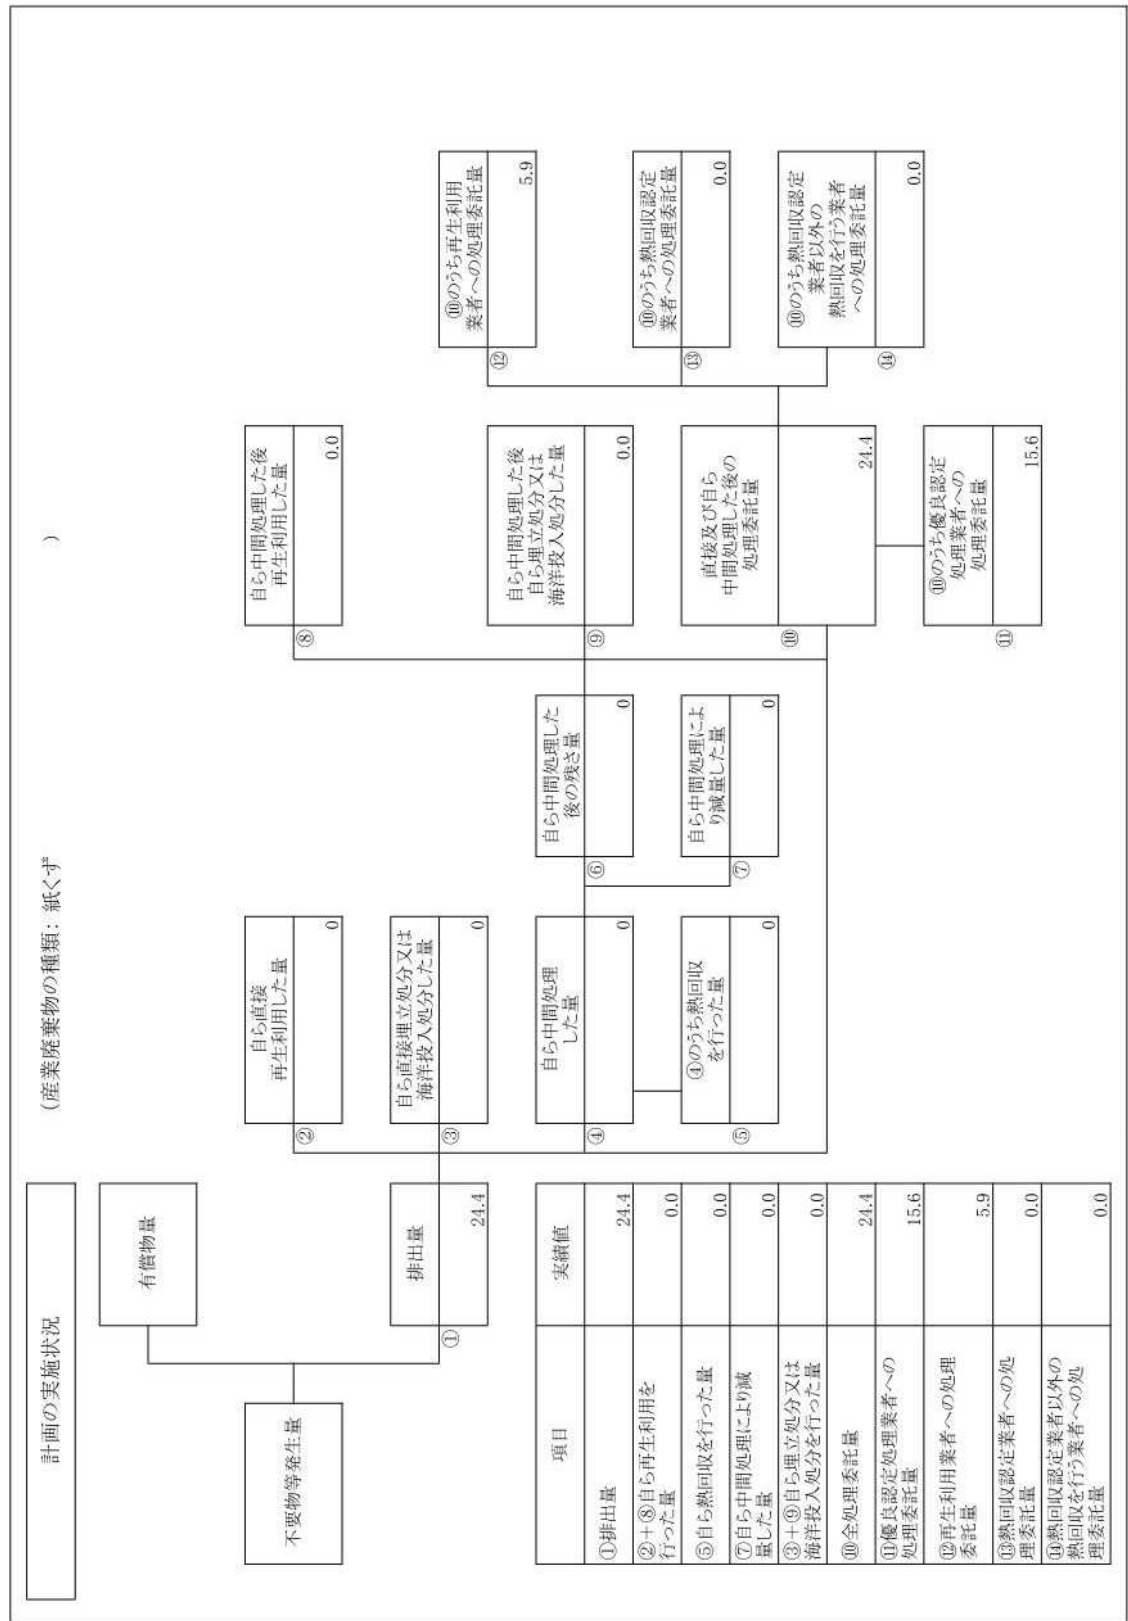 計画の実施状況
(産業廃棄物の種類: 紙くず
)
有償物量
不要物等発生量
①
排出量
24.4
②
自ら直接
再生利用した量
0
③
自ら直接埋立処分又は
海洋投入処分した量
0
④
自ら中間処理
した量
0
⑤
④のうち熱回収
を行った量
0
⑥
自ら中間処理した
後の残さ量
0
⑦
自ら中間処理によ
り減量した量
0
⑧
自ら中間処理した後
再生利用した量
0.0
⑨
自ら中間処理した後
自ら埋立処分又は
海洋投入処分した量
0.0
⑩
直接及び自ら
中間処理した後の
処理委託量
24.4
⑪
⑩のうち優良認定
処理業者への
処理委託量
15.6
⑫
⑩のうち再生利用
業者への処理委託量
5.9
⑬
⑩のうち熱回収認定
業者への処理委託量
0.0
⑭
⑩のうち熱回収認定
業者以外の
熱回収を行う業者
への処理委託量
0.0
項目 実績値
①排出量 24.4
②+⑧自ら再生利用を
行った量 0.0
⑤自ら熱回収を行った量 0.0
⑦自ら中間処理により減
量した量 0.0
③+⑨自ら埋立処分又は
海洋投入処分を行った量 0.0
⑩全処理委託量 24.4
⑪優良認定処理業者への
処理委託量 15.6
⑫再生利用業者への処理
委託量 5.9
⑬熱回収認定業者への処
理委託量 0.0
⑭熱回収認定業者以外の
熱回収を行う業者への処
理委託量 0.0